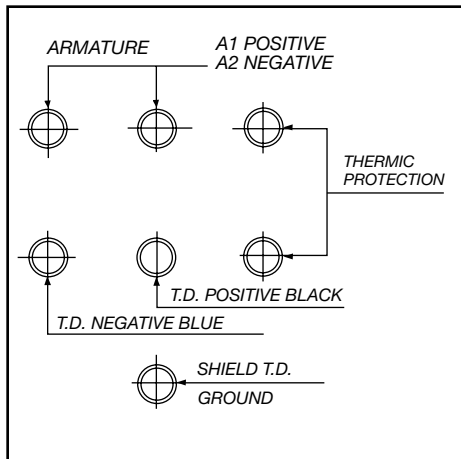 ARMATURE
A1 POSITIVE
A2 NEGATIVE
THERMIC
PROTECTION
T.D. POSITIVE BLACK
T.D. NEGATIVE BLUE
SHIELD T.D.
GROUND